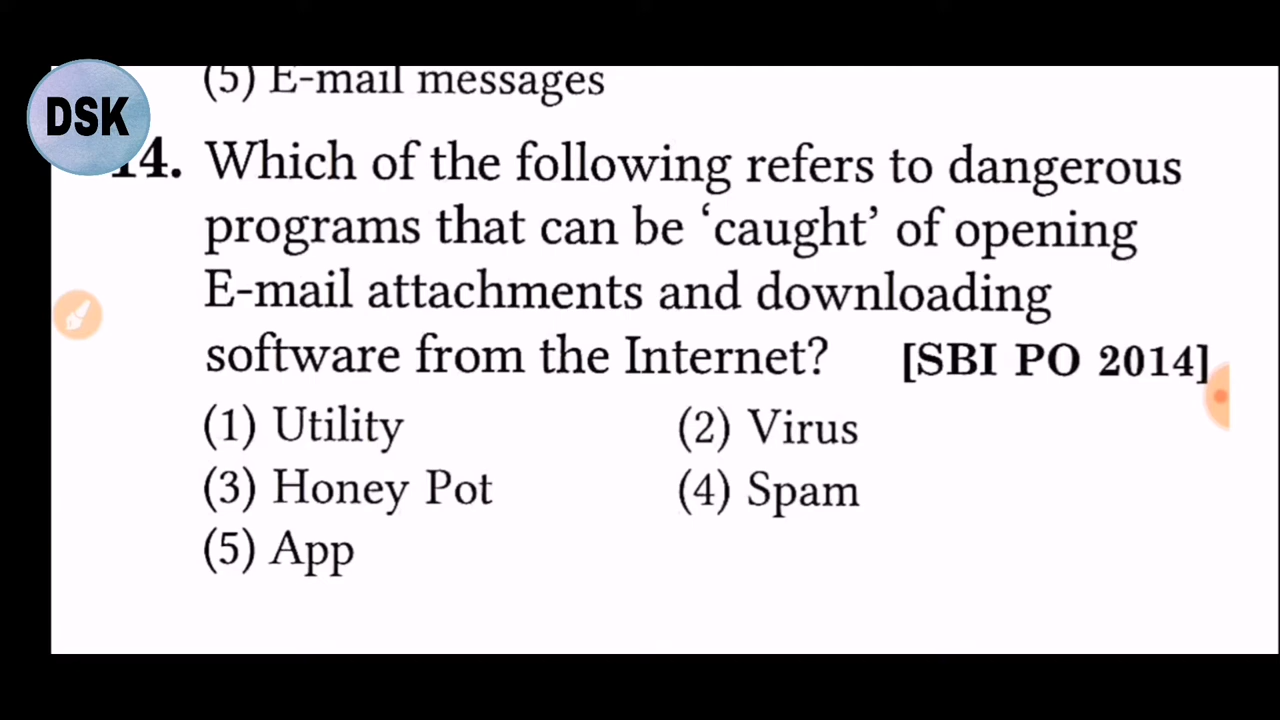 (5) E-mail messages
DSK
14. Which of the following refers to dangerous
programs that can be ‘caught’ of opening
E-mail attachments and downloading
software from the Internet? [SBI PO 2014]
(1) Utility (2) Virus
(3) Honey Pot (4) Spam
(5) App